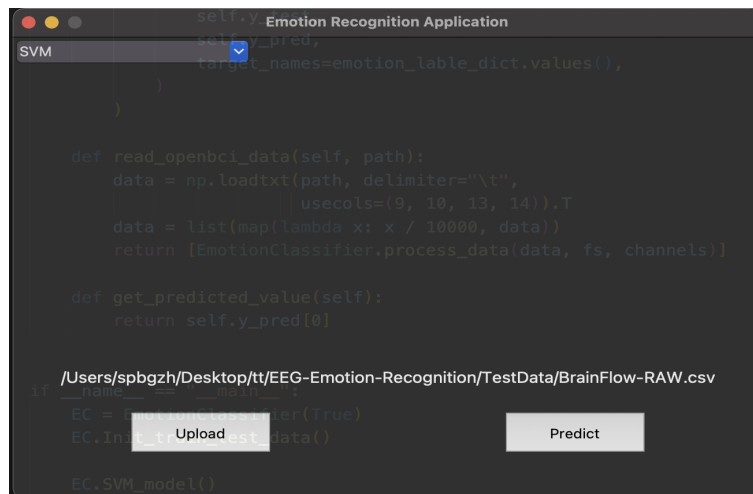 self.y_test,
Emotion Recognition Application
self.y_pred,
SVM
target_names=emotion_lable_dict.values(),
)
)
def read_openbci_data(self, path):
data = np.loadtxt(path, delimiter="\t",
usecols=(9, 10, 13, 14)).T
data = list(map(lambda x: x / 10000, data))
return [EmotionClassifier.process_data(data, fs, channels)]
def get_predicted_value(self):
return self.y_pred[0]
/Users/spbgzh/Desktop/tt/EEG-Emotion-Recognition/TestData/BrainFlow-RAW.csv
if __name__ == "__main__":
EC = EmotionClassifier(True)
Upload
Predict
EC.Init_train_test_data()
EC.SVM_model()